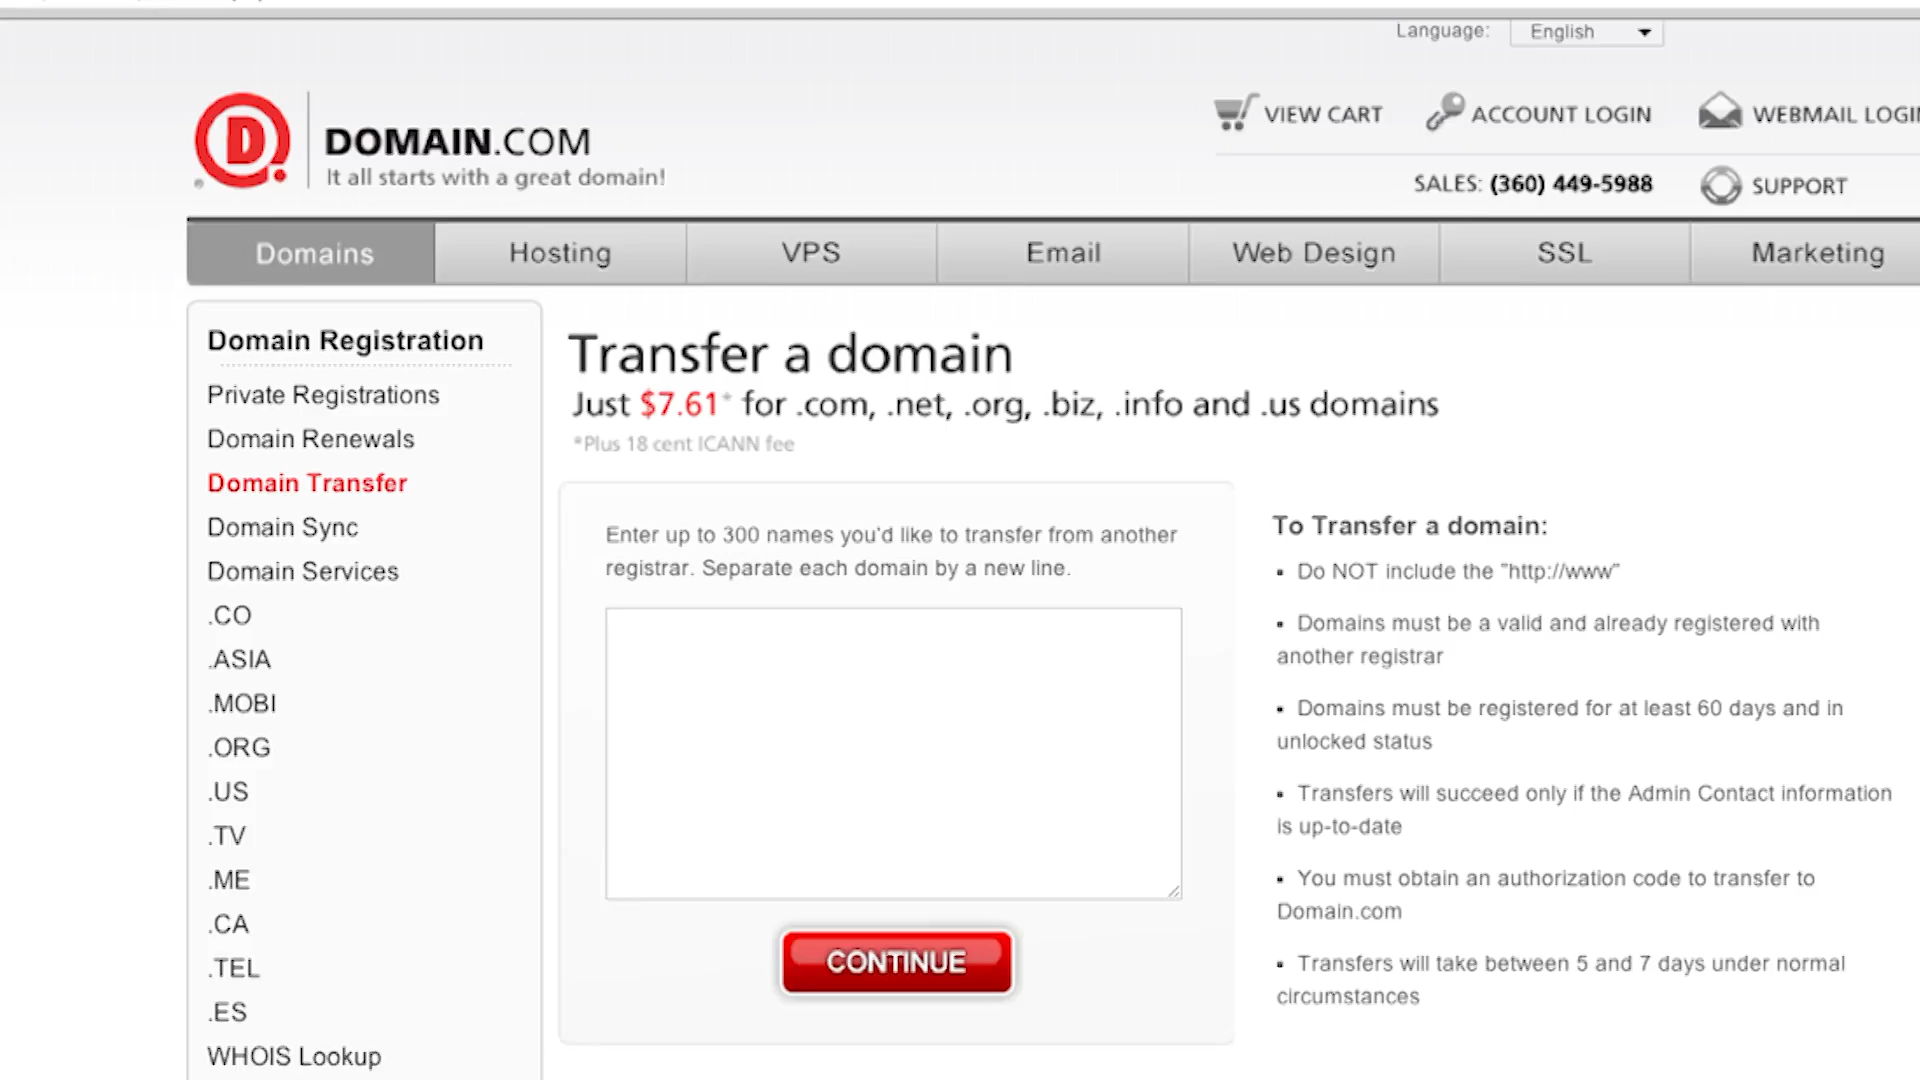 Language: English
D
DOMAIN.COM
It all starts with a great domain!
VIEW CART
ACCOUNT LOGIN
WEBMAIL LOGIN
SALES: (360) 449-5988
SUPPORT
Domains
Hosting
VPS
Email
Web Design
SSL
Marketing
Domain Registration
Private Registrations
Domain Renewals
Domain Transfer
Domain Sync
Domain Services
.CO
.ASIA
.MOBI
.ORG
.US
.TV
.ME
.CA
.TEL
.ES
WHOIS Lookup
Transfer a domain
Just $7.61* for .com, .net, .org, .biz, .info and .us domains
*Plus 18 cent ICANN fee
Enter up to 300 names you'd like to transfer from another
registrar. Separate each domain by a new line.
CONTINUE
To Transfer a domain:
▪ Do NOT include the "http://www"
▪ Domains must be a valid and already registered with
another registrar
▪ Domains must be registered for at least 60 days and in
unlocked status
▪ Transfers will succeed only if the Admin Contact information
is up-to-date
▪ You must obtain an authorization code to transfer to
Domain.com
▪ Transfers will take between 5 and 7 days under normal
circumstances